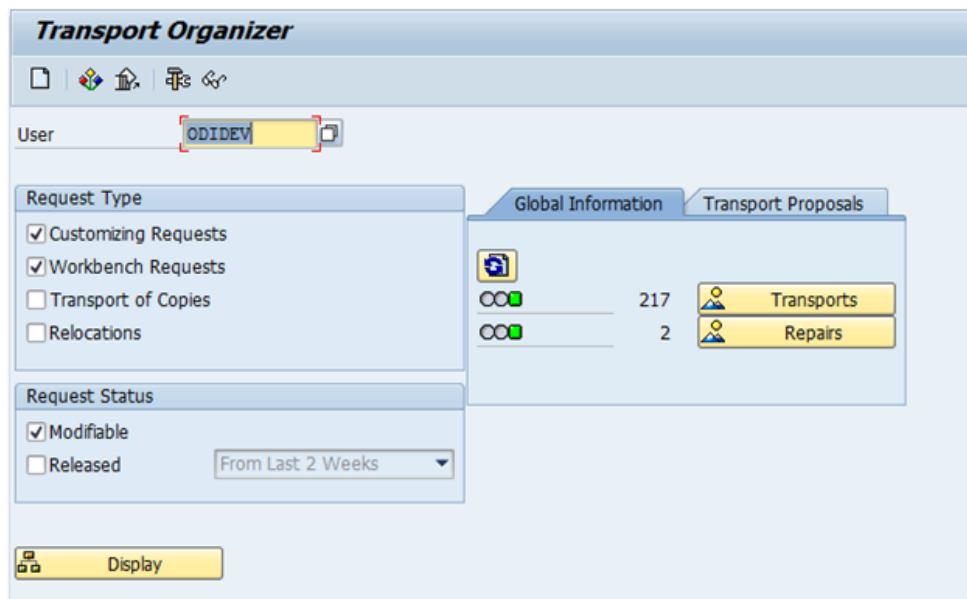 Transport Organizer
User ODIDEV
Request Type
Customizing Requests
Workbench Requests
Transport of Copies
Relocations
Request Status
Modifiable
Released From Last 2 Weeks
Display
Global Information Transport Proposals
217 Transports
2 Repairs